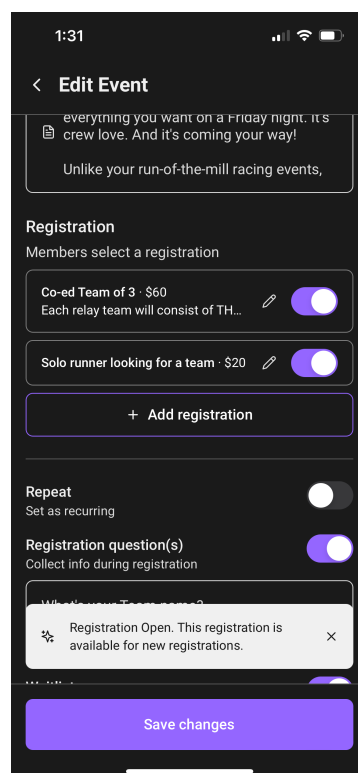 1:31
Edit Event
everything you want on a Friday night. It's
crew love. And it's coming your way!
Unlike your run-of-the-mill racing events,
Registration
Members select a registration
Co-ed Team of 3 · $60
Each relay team will consist of TH...
Solo runner looking for a team · $20
+ Add registration
Repeat
Set as recurring
Registration question(s)
Collect info during registration
What's your Team name?
Registration Open. This registration is
available for new registrations.
Waitlist
Save changes